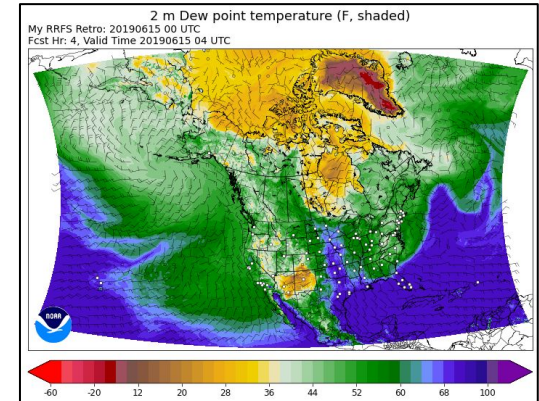 2 m Dew point temperature (F, shaded)
My RRFS Retro: 20190615 00 UTC
Fcst Hr: 4, Valid Time 20190615 04 UTC
NOAA
-60 -20 12 20 28 36 44 52 60 68 100